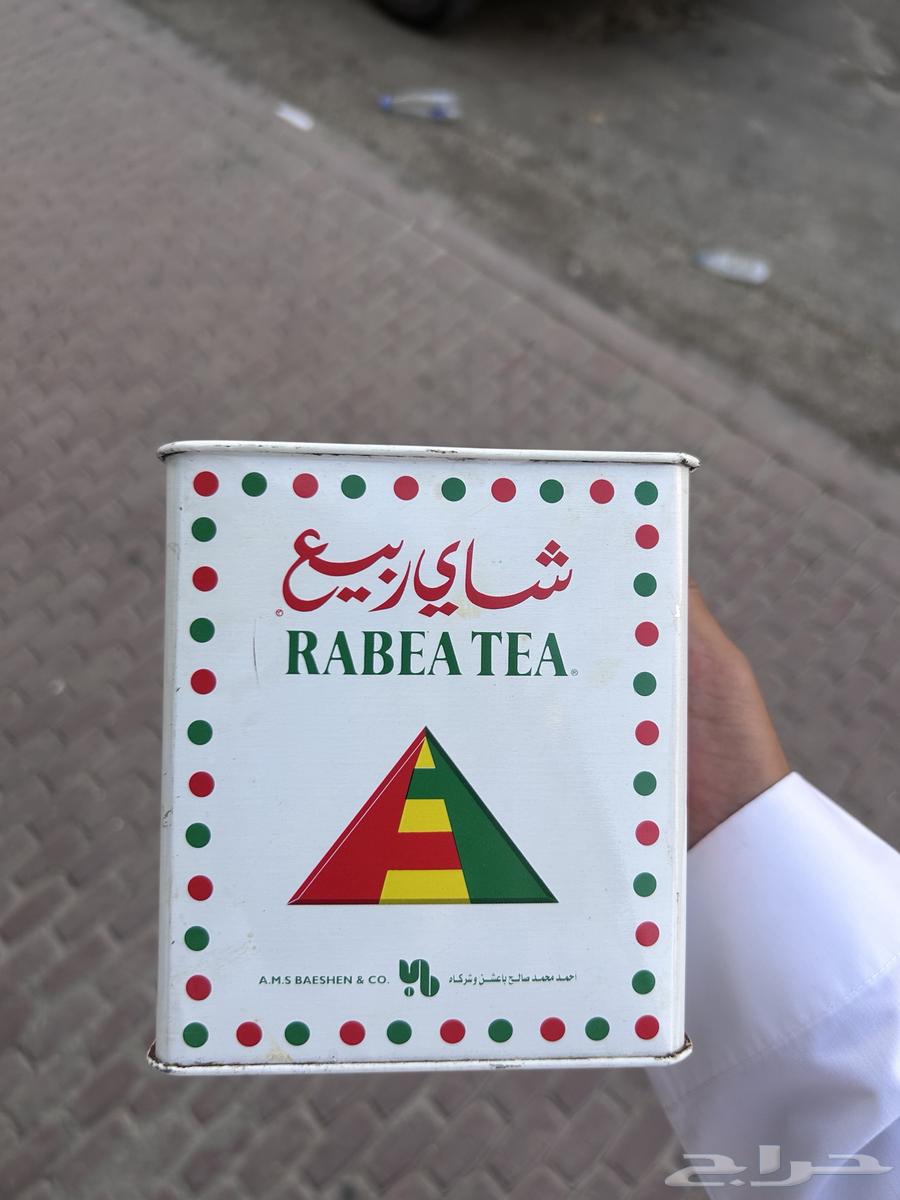 شاي ربيع
©
RABEA TEA®
A.M.S BAESHEN & CO. احمد محمد صالح باعشن وشركاه
حراج